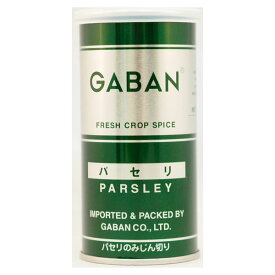 GABAN®
FRESH CROP SPICE
パセリ
PARSLEY
IMPORTED & PACKED BY
GABAN CO., LTD.
パセリのみじん切り